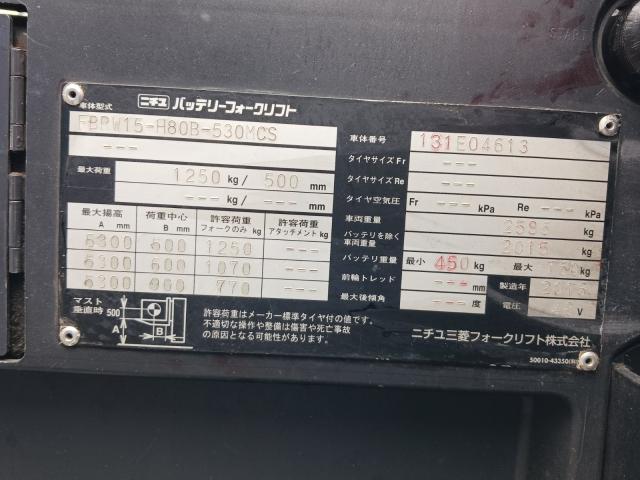 START
ニチユ バッテリーフォークリフト
車体型式
FBRW15-H80B-530MCS
---
最大荷重 1250 kg/ 500 mm
--- kg/ --- mm
最大揚高 A mm 荷重中心 B mm 許容荷重 フォークのみ kg 許容荷重 アタッチメント kg
5300 500 1250 ---
5300 600 1070 ---
5300 900 770 ---
マスト
垂直時 500
A B
許容荷重はメーカー標準タイヤ付の値です。
不適切な操作や整備は傷害や死亡事故
の原因となる可能性があります。
車体番号 131E04613
タイヤサイズ Fr ---
タイヤサイズ Re ---
タイヤ空気圧 Fr --- kPa Re --- kPa
車両重量
バッテリを除く
車両重量 2015
バッテリ重量 最小 450 kg 最大
前輪トレッド --- mm 製造年
最大後傾角 --- 度 電圧 V
ニチユ三菱フォークリフト株式会社
50010-43350